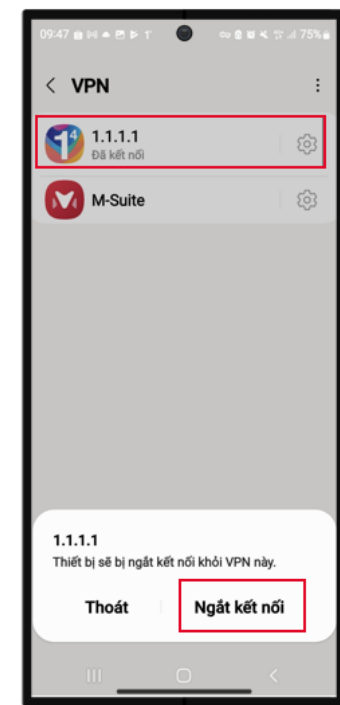 09:47
75%
VPN
1.1.1.1
Đã kết nối
M-Suite
1.1.1.1
Thiết bị sẽ bị ngắt kết nối khỏi VPN này.
Thoát Ngắt kết nối